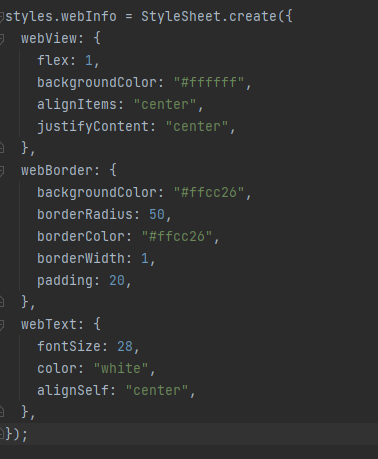 styles.webInfo = StyleSheet.create({
  webView: {
    flex: 1,
    backgroundColor: "#ffffff",
    alignItems: "center",
    justifyContent: "center",
  },
  webBorder: {
    backgroundColor: "#ffcc26",
    borderRadius: 50,
    borderColor: "#ffcc26",
    borderWidth: 1,
    padding: 20,
  },
  webText: {
    fontSize: 28,
    color: "white",
    alignSelf: "center",
  },
});